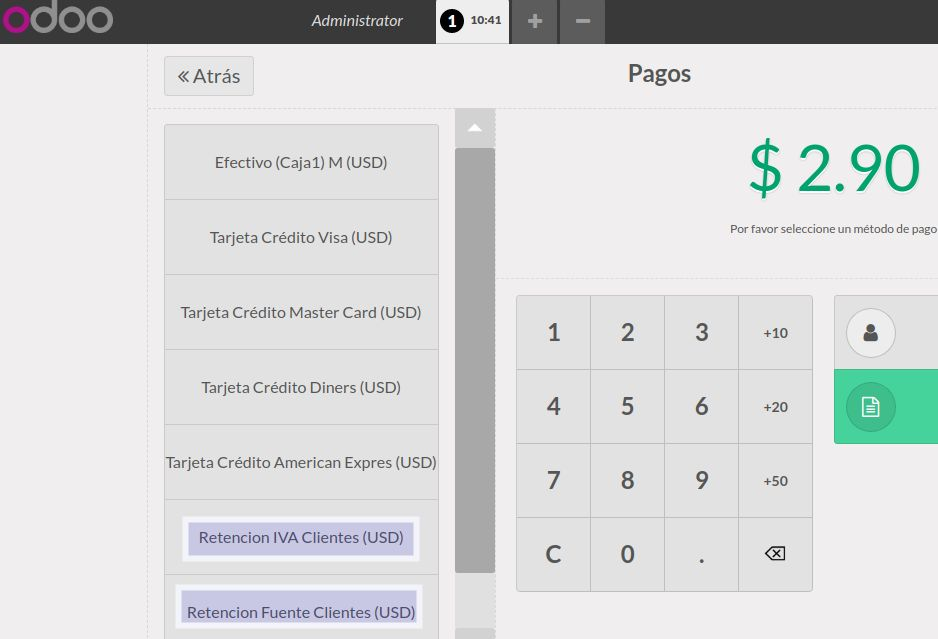 odoo
Administrator
1 10:41
Atrás
Pagos
Efectivo (Caja1) M (USD)
Tarjeta Crédito Visa (USD)
Tarjeta Crédito Master Card (USD)
Tarjeta Crédito Diners (USD)
Tarjeta Crédito American Expres (USD)
Retencion IVA Clientes (USD)
Retencion Fuente Clientes (USD)
$ 2.90
Por favor seleccione un método de pago
1 2 3 +10
4 5 6 +20
7 8 9 +50
C 0 .